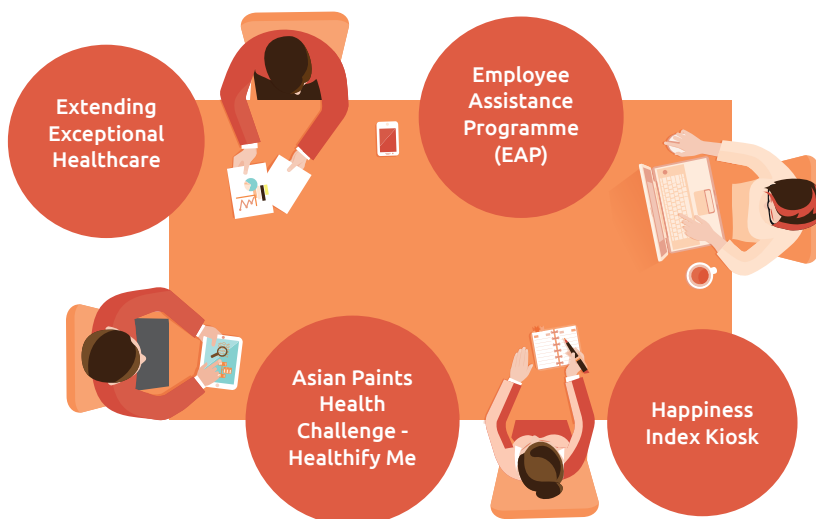 Extending
Exceptional
Healthcare
Employee
Assistance
Programme
(EAP)
Asian Paints
Health
Challenge -
Healthify Me
Happiness
Index Kiosk